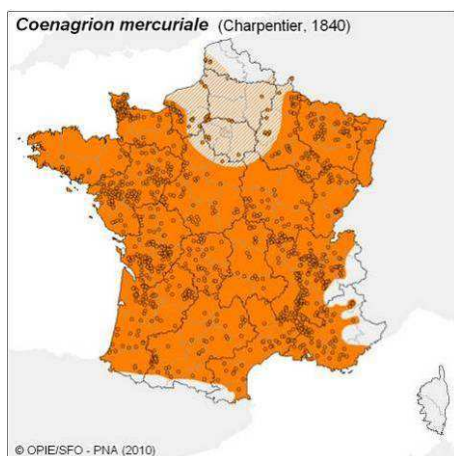 Coenagrion mercuriale (Charpentier, 1840)
© OPIE/SFO - PNA (2010)